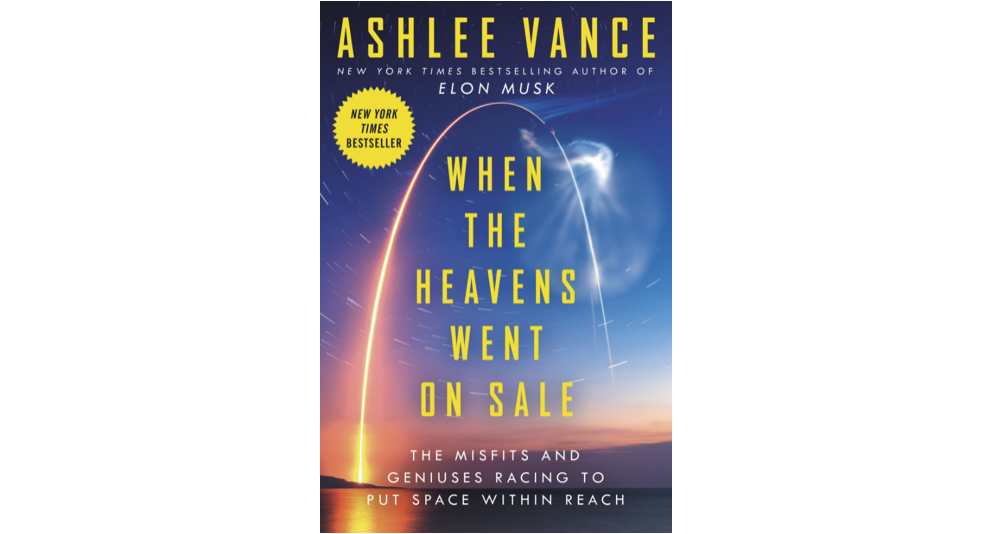 ASHLEE VANCE
NEW YORK TIMES BESTSELLING AUTHOR OF
ELON MUSK
NEW YORK
TIMES
BESTSELLER
WHEN
THE
HEAVENS
WENT
ON SALE
THE MISFITS AND
GENIUSES RACING TO
PUT SPACE WITHIN REACH